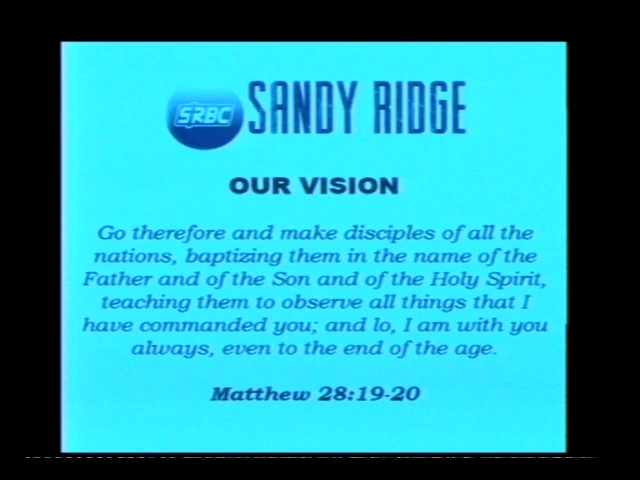 SRBC SANDY RIDGE
OUR VISION
Go therefore and make disciples of all the
nations, baptizing them in the name of the
Father and of the Son and of the Holy Spirit,
teaching them to observe all things that I
have commanded you; and lo, I am with you
always, even to the end of the age.
Matthew 28:19-20